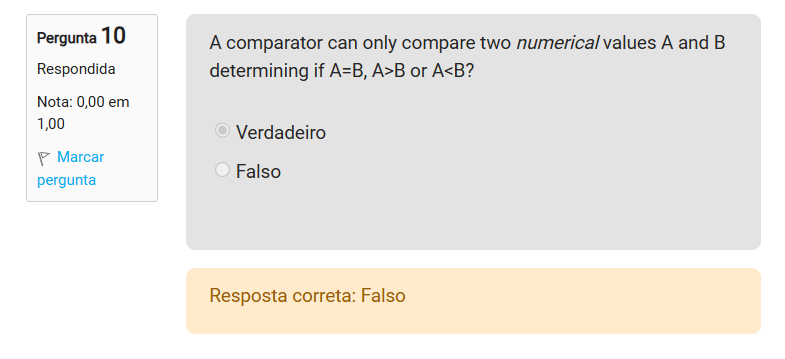 Pergunta 10
Respondida
Nota: 0,00 em
1,00
Marcar
pergunta
A comparator can only compare two numerical values A and B
determining if A=B, A>B or A<B?
Verdadeiro
Falso
Resposta correta: Falso